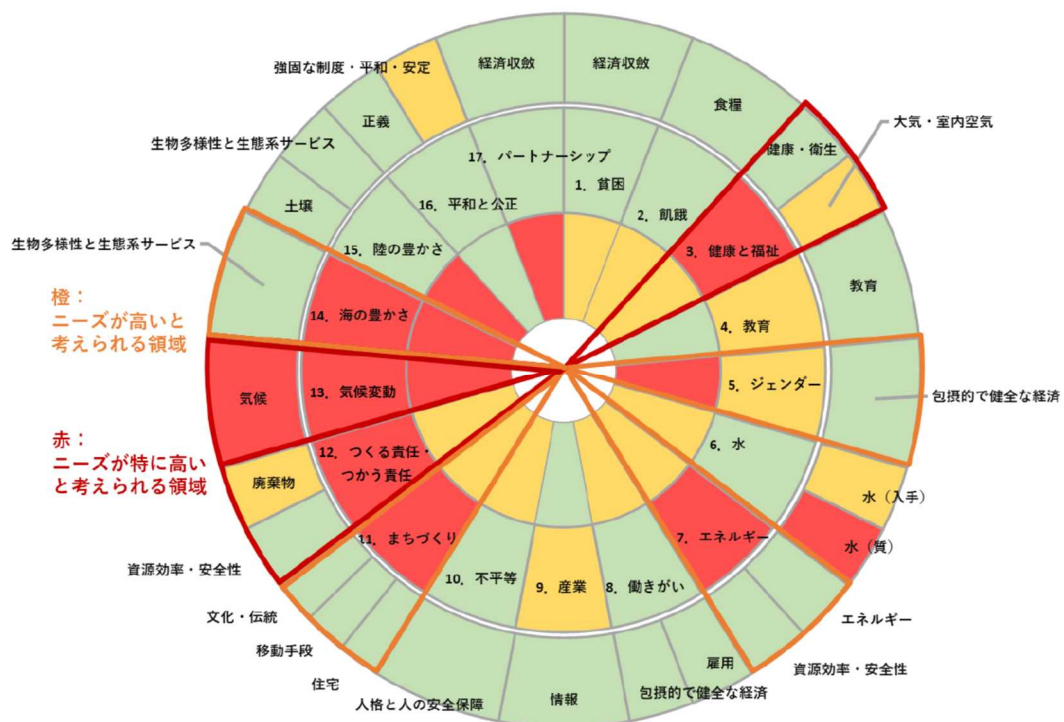 経済収斂
経済収斂
強固な制度・平和・安定
食糧
正義
大気・室内空気
生物多様性と生態系サービス
健康・衛生
17. パートナーシップ
1. 貧困
土壌
16. 平和と公正
2. 飢餓
生物多様性と生態系サービス
15. 陸の豊かさ
3. 健康と福祉
教育
橙:
ニーズが高いと
考えられる領域
14. 海の豊かさ
4. 教育
気候
13. 気候変動
5. ジェンダー
包摂的で健全な経済
赤:
ニーズが特に高い
と考えられる領域
12. つくる責任・
つかう責任
6. 水
廃棄物
水（入手）
11. まちづくり
7. エネルギー
水（質）
資源効率・安全性
10. 不平等
9. 産業
8. 働きがい
文化・伝統
エネルギー
移動手段
雇用
資源効率・安全性
住宅
人格と人の安全保障
情報
包摂的で健全な経済